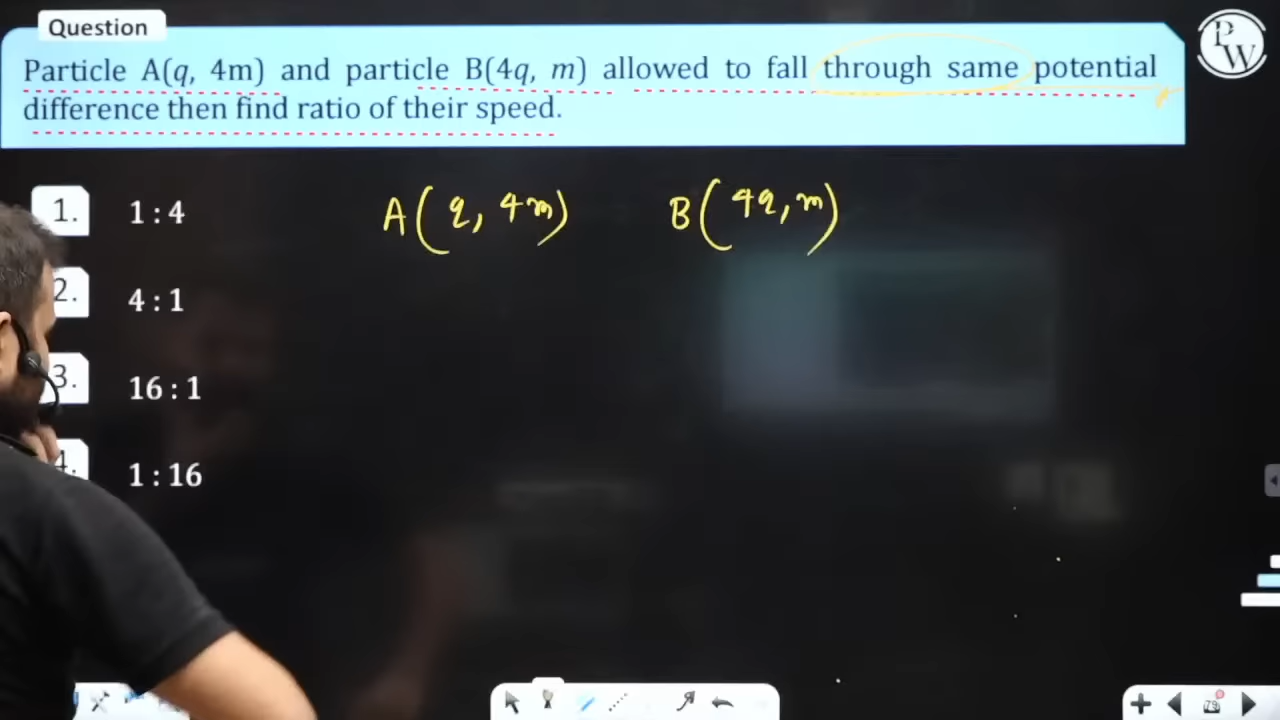 Question
Particle A(q, 4m) and particle B(4q, m) allowed to fall through same potential
difference then find ratio of their speed.
PW
1. 1 : 4
A(q, 4m) B(4q, m)
2. 4 : 1
3. 16 : 1
4. 1 : 16
79